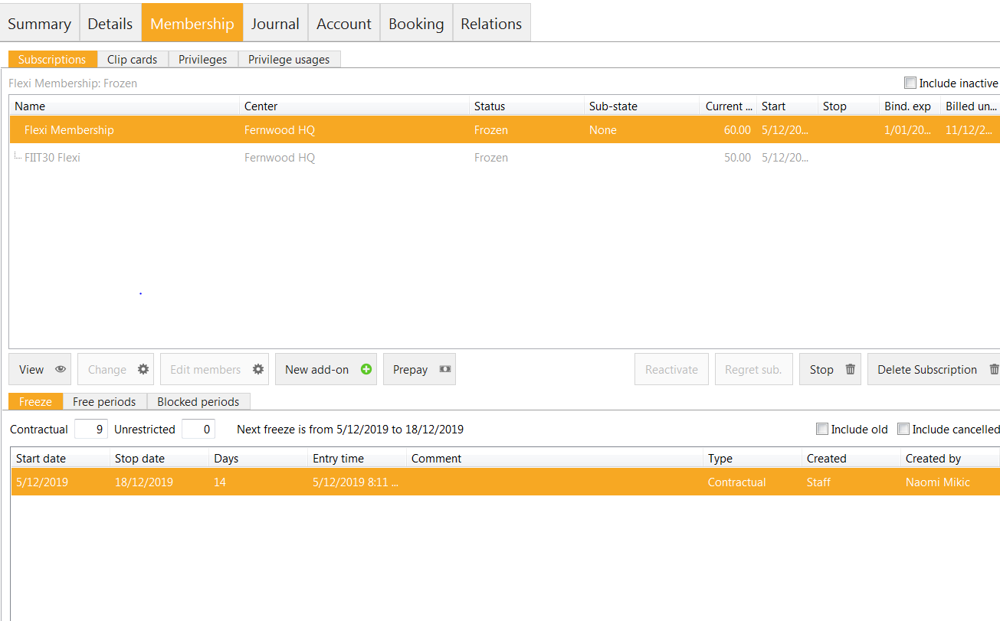 Summary Details Membership Journal Account Booking Relations
Subscriptions Clip cards Privileges Privilege usages
Flexi Membership: Frozen Include inactive
Name Center Status Sub-state Current ... Start Stop Bind. exp Billed un...
Flexi Membership Fernwood HQ Frozen None 60.00 5/12/20... 1/01/20... 11/12/2...
FIIT30 Flexi Fernwood HQ Frozen 50.00 5/12/20...
View Change Edit members New add-on Prepay Reactivate Regret sub. Stop Delete Subscription
Freeze Free periods Blocked periods
Contractual 9 Unrestricted 0 Next freeze is from 5/12/2019 to 18/12/2019 Include old Include cancelled
Start date Stop date Days Entry time Comment Type Created Created by
5/12/2019 18/12/2019 14 5/12/2019 8:11 ... Contractual Staff Naomi Mikic